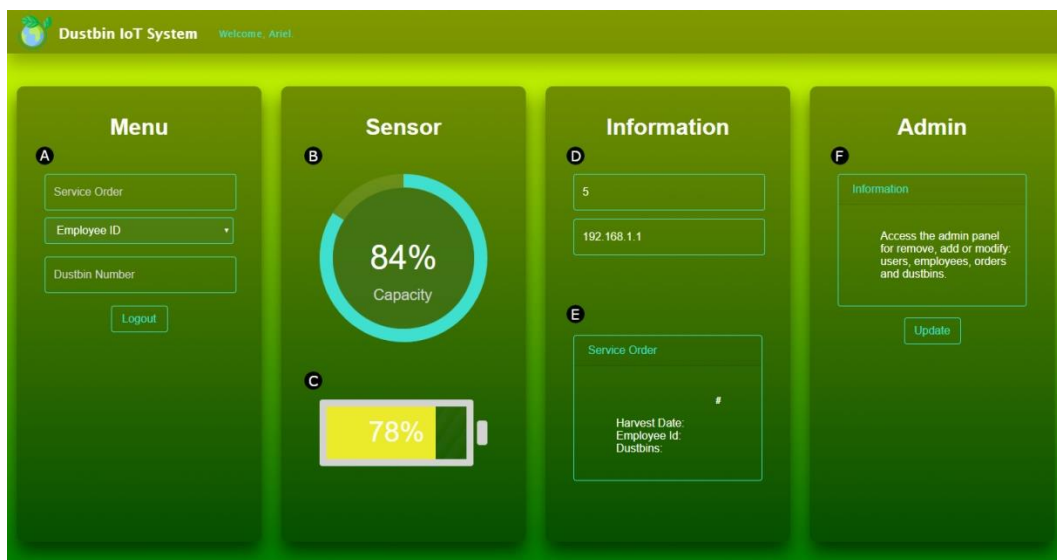 Dustbin IoT System
Welcome, Ariel.
Menu
A
Service Order
Employee ID
Dustbin Number
Logout
Sensor
B
84%
Capacity
C
78%
Information
D
5
192.168.1.1
E
Service Order
#
Harvest Date:
Employee Id:
Dustbins:
Admin
F
Information
Access the admin panel
for remove, add or modify:
users, employees, orders
and dustbins.
Update